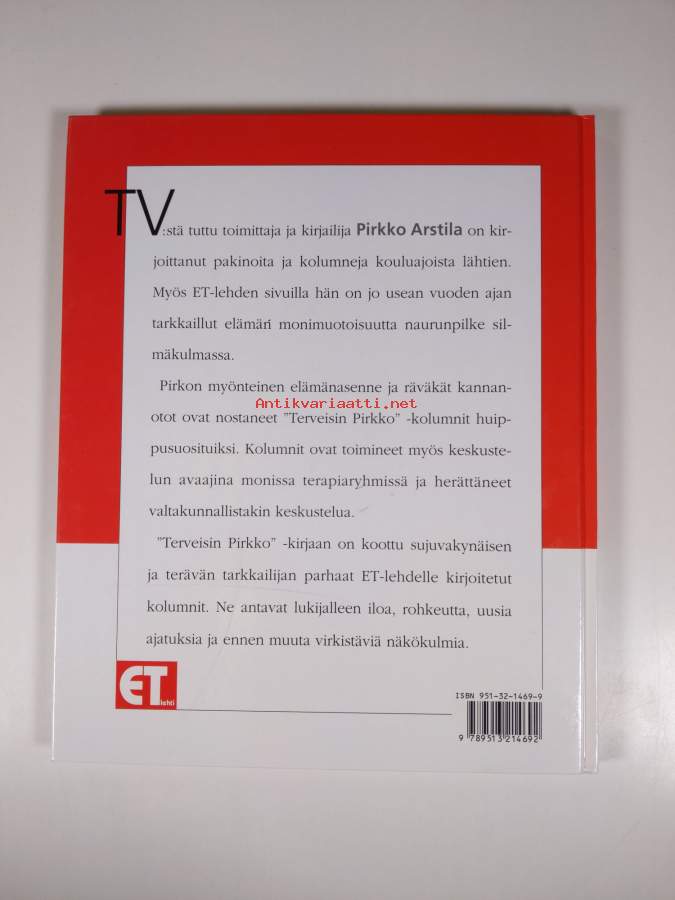 TV:stä tuttu toimittaja ja kirjailija Pirkko Arstila on kir-
joittanut pakinoita ja kolumneja kouluajoista lähtien.
Myös ET-lehden sivuilla hän on jo usean vuoden ajan
tarkkaillut elämän monimuotoisuutta naurunpilke sil-
mäkulmassa.
Pirkon myönteinen elämänasenne ja räväkät kannan-
Antikvariaatti.net
otot ovat nostaneet "Terveisin Pirkko" -kolumnit huip-
pusuosituiksi. Kolumnit ovat toimineet myös keskuste-
lun avaajina monissa terapiaryhmissä ja herättäneet
valtakunnallistakin keskustelua.
"Terveisin Pirkko" -kirjaan on koottu sujuvakynäisen
ja terävän tarkkailijan parhaat ET-lehdelle kirjoitetut
kolumnit. Ne antavat lukijalleen iloa, rohkeutta, uusia
ajatuksia ja ennen muuta virkistäviä näkökulmia.
ET lehti
ISBN 951-32-1469-9
9 789513 214692